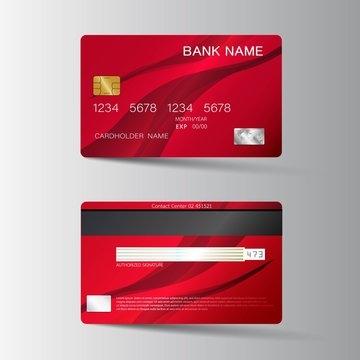 BANK NAME
1234 5678 1234 5678
MONTH/YEAR
EXP 00/00
CARDHOLDER NAME
Contact Center 02 451521
473
AUTHORIZED SIGNATURE